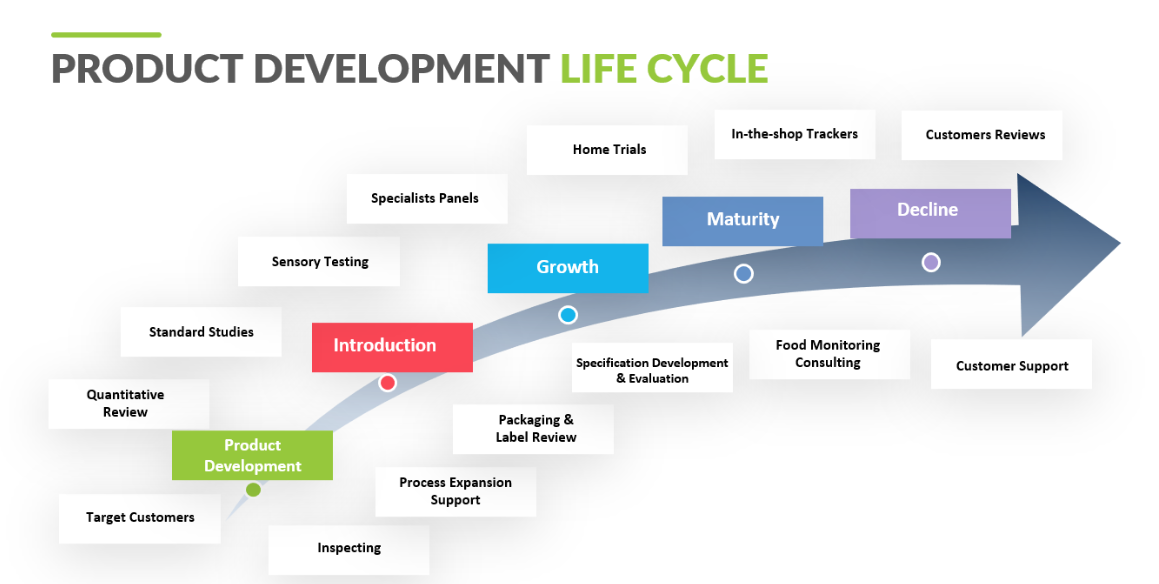 PRODUCT DEVELOPMENT LIFE CYCLE
In-the-shop Trackers
Customers Reviews
Home Trials
Specialists Panels
Decline
Maturity
Sensory Testing
Growth
Standard Studies
Introduction
Food Monitoring
Consulting
Specification Development
& Evaluation
Customer Support
Quantitative
Review
Packaging &
Label Review
Product
Development
Process Expansion
Support
Target Customers
Inspecting